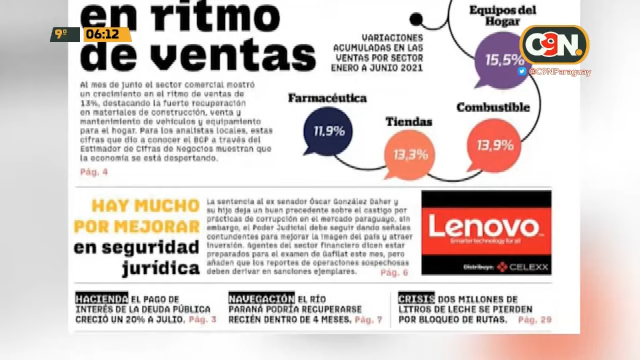 9º 06:12
C9N
@C9NParaguay
en ritmo
de ventas
Al mes de junio el sector comercial mostró
un crecimiento en el ritmo de ventas de
13%, destacando la fuerte recuperación
en materiales de construcción, venta y
mantenimiento de vehículos y equipamiento
para el hogar. Para los analistas locales, estas
cifras que dio a conocer el BCP a través del
Estimador de Cifras de Negocios muestran que
la economía se está despertando.
Pág. 4
VARIACIONES
ACUMULADAS EN LAS
VENTAS POR SECTOR
ENERO A JUNIO 2021
Equipos del
Hogar
15,5%
Farmacéutica
11,9%
Tiendas
13,3%
Combustible
13,9%
HAY MUCHO
POR MEJORAR
en seguridad
jurídica
La sentencia al ex senador Óscar González Daher y
su hijo deja un buen precedente sobre el castigo por
prácticas de corrupción en el mercado paraguayo, sin
embargo, el Poder Judicial debe seguir dando señales
contundentes para mejorar la imagen del país y atraer
inversión. Agentes del sector financiero dicen estar
preparados para el examen de Gafilat este mes, pero
añaden que los reportes de operaciones sospechosas
deben derivar en sanciones ejemplares. Pág. 6
Lenovo
Smarter technology for all
Distribuye: CELEXX
HACIENDA EL PAGO DE
INTERÉS DE LA DEUDA PÚBLICA
CRECIÓ UN 20% A JULIO. Pág. 3
NAVEGACIÓN EL RÍO
PARANÁ PODRÍA RECUPERARSE
RECIÉN DENTRO DE 4 MESES. Pág. 7
CRISIS DOS MILLONES DE
LITROS DE LECHE SE PIERDEN
POR BLOQUEO DE RUTAS. Pág. 29